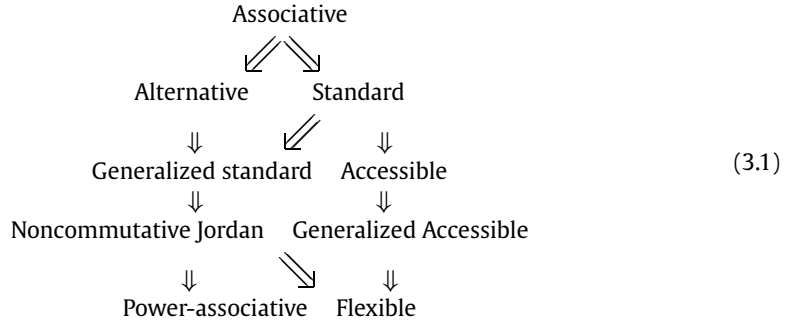 Associative
Alternative Standard
⇓ ⇓
Generalized standard Accessible
(3.1)
⇓ ⇓
Noncommutative Jordan Generalized Accessible
⇓ ⇓
Power-associative Flexible